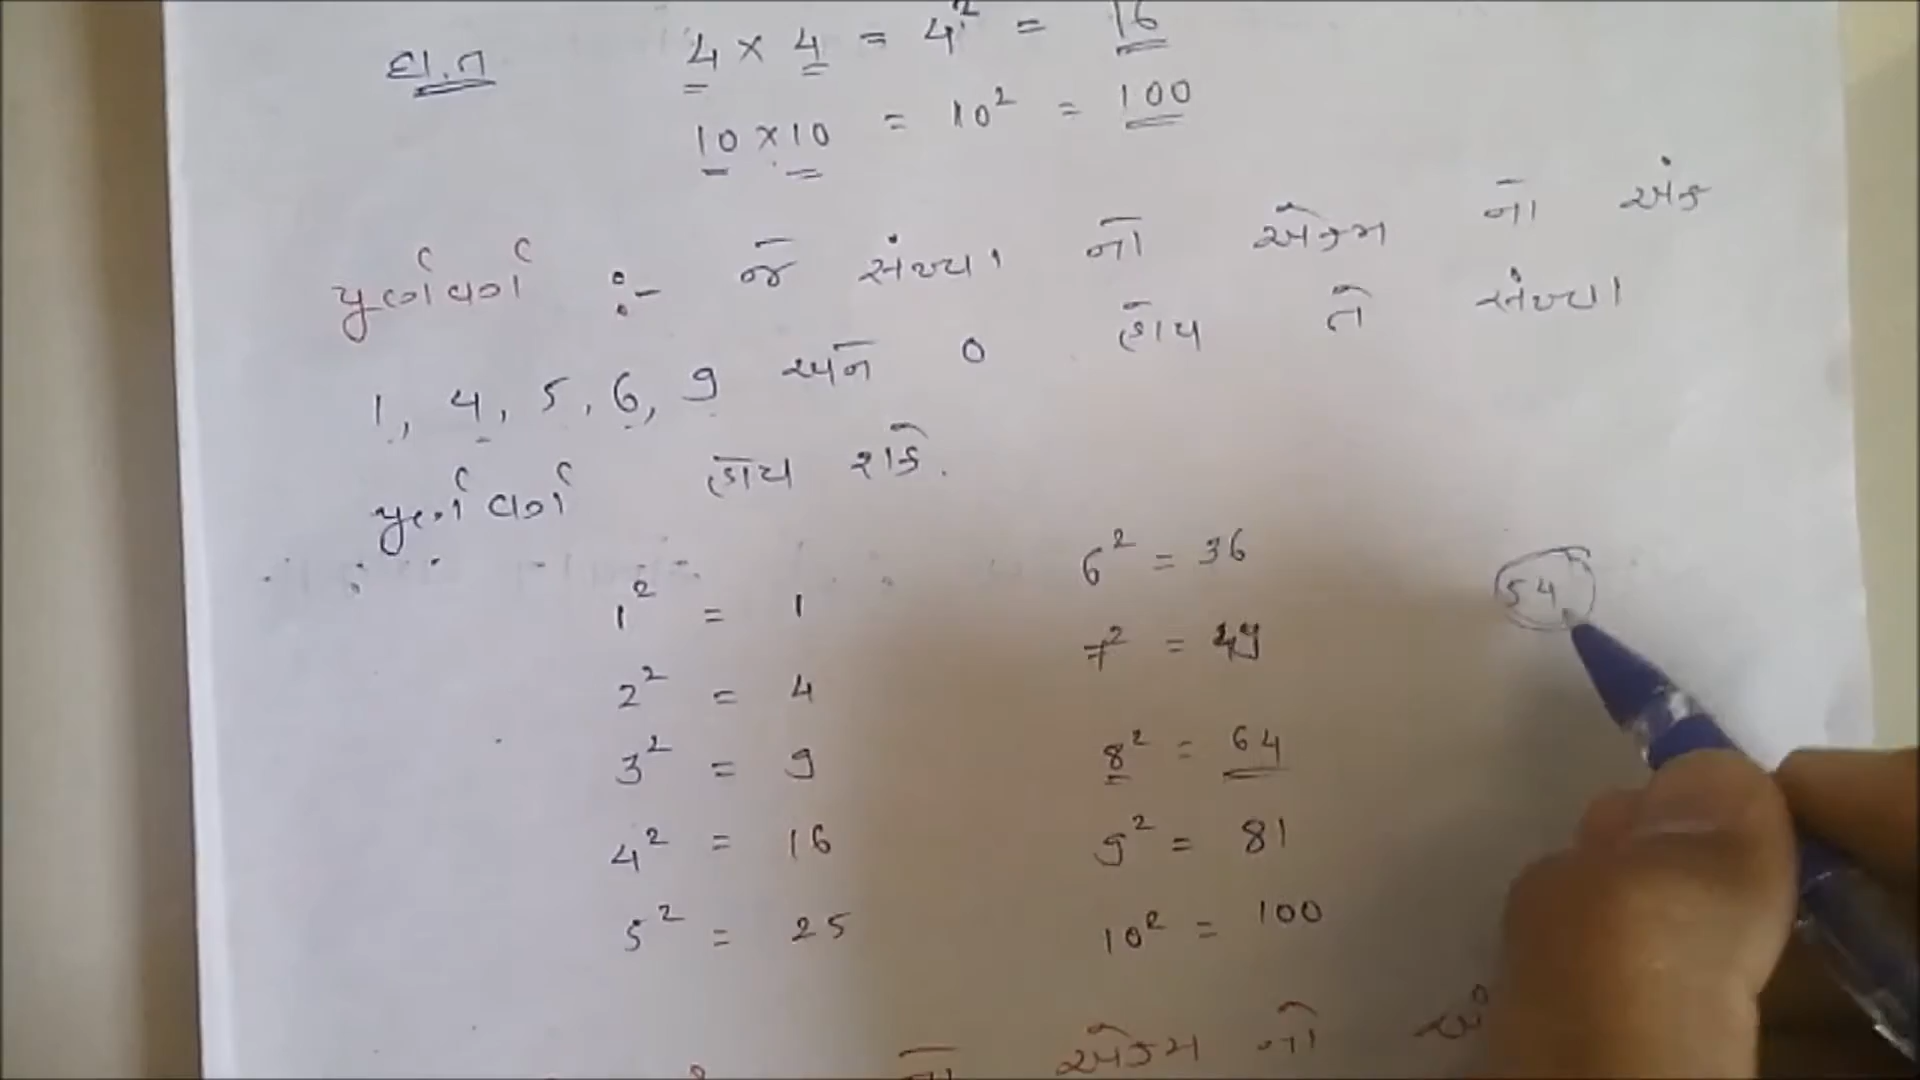 દા.ત 4 × 4 = 4² = 16
10 × 10 = 10² = 100
પૂર્ણવર્ગ :- જે સંખ્યા નો એકમ નો અંક
1, 4, 5, 6, 9 અને 0 હોય તે સંખ્યા
પૂર્ણવર્ગ હોય શકે.
1² = 1
2² = 4
3² = 9
4² = 16
5² = 25
6² = 36
7² = 49
8² = 64
9² = 81
10² = 100
54
એકમ નો